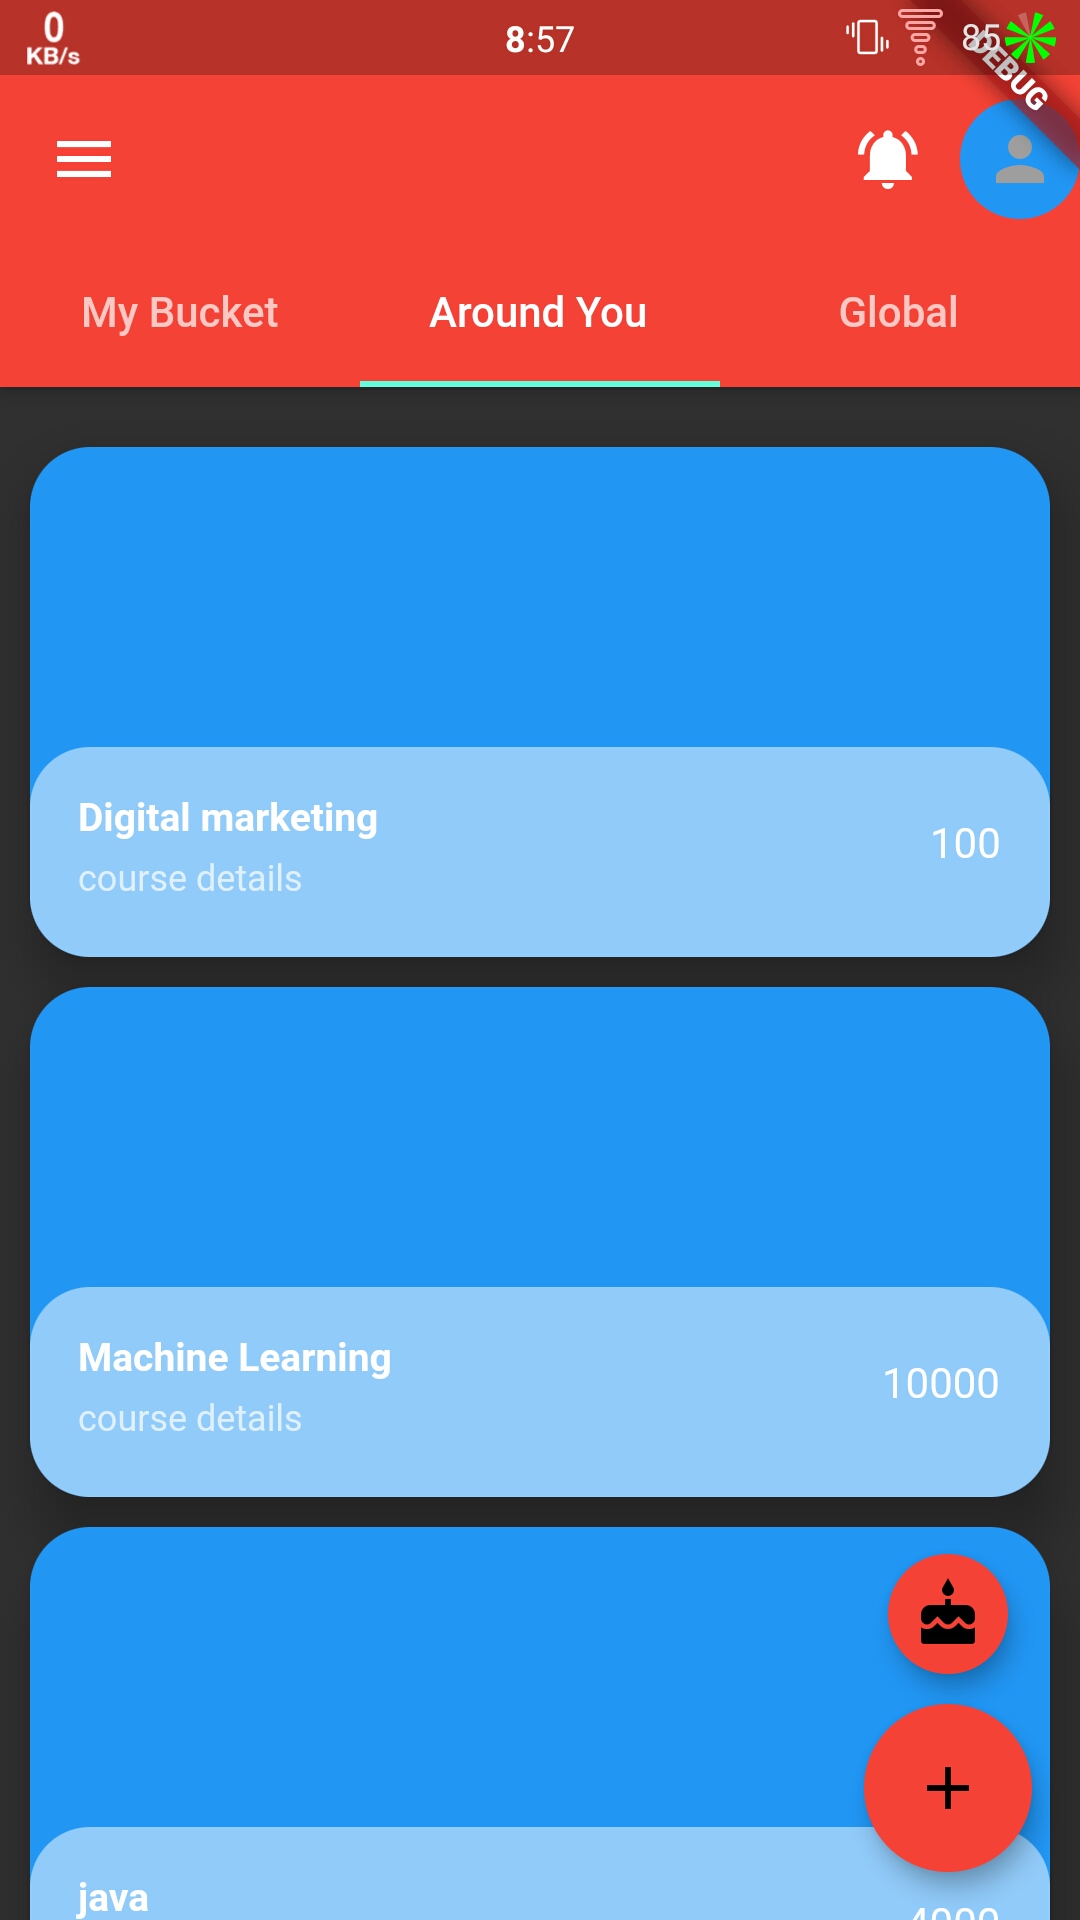 0
KB/s
8:57
85
DEBUG
My Bucket
Around You
Global
Digital marketing
course details
100
Machine Learning
course details
10000
java
4000